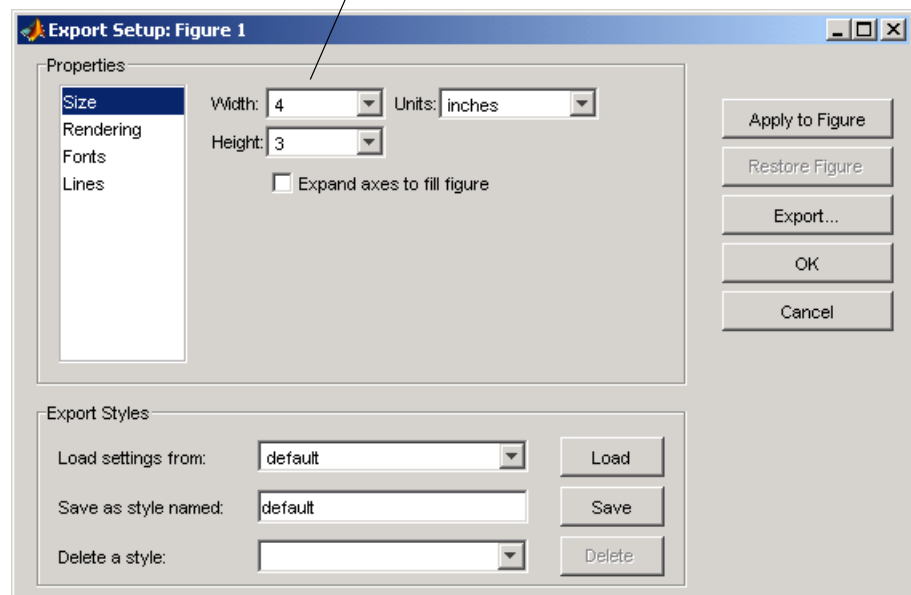 Export Setup: Figure 1
Properties
Size
Rendering
Fonts
Lines
Width: 4 Units: inches
Height: 3
Expand axes to fill figure
Apply to Figure
Restore Figure
Export...
OK
Cancel
Export Styles
Load settings from: default Load
Save as style named: default Save
Delete a style: Delete